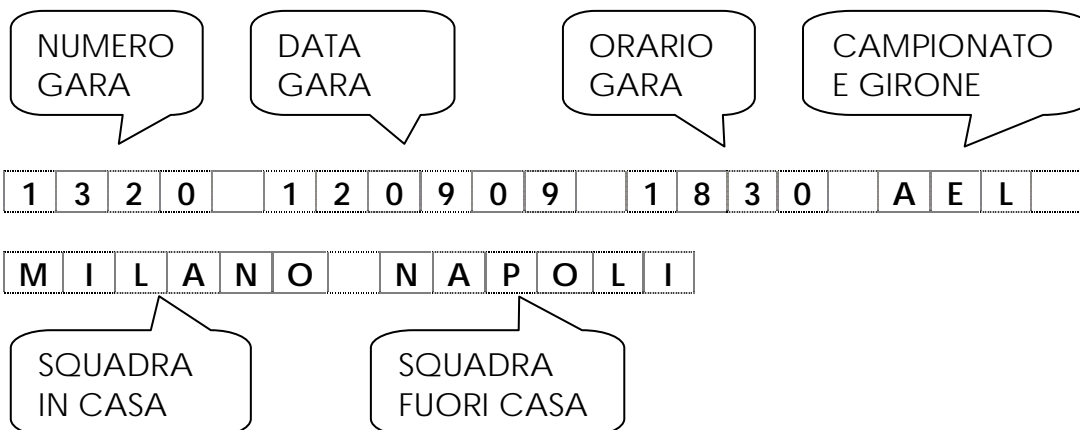 NUMERO GARA
DATA GARA
ORARIO GARA
CAMPIONATO E GIRONE
1320 120909 1830 AEL
MILANO NAPOLI
SQUADRA IN CASA
SQUADRA FUORI CASA